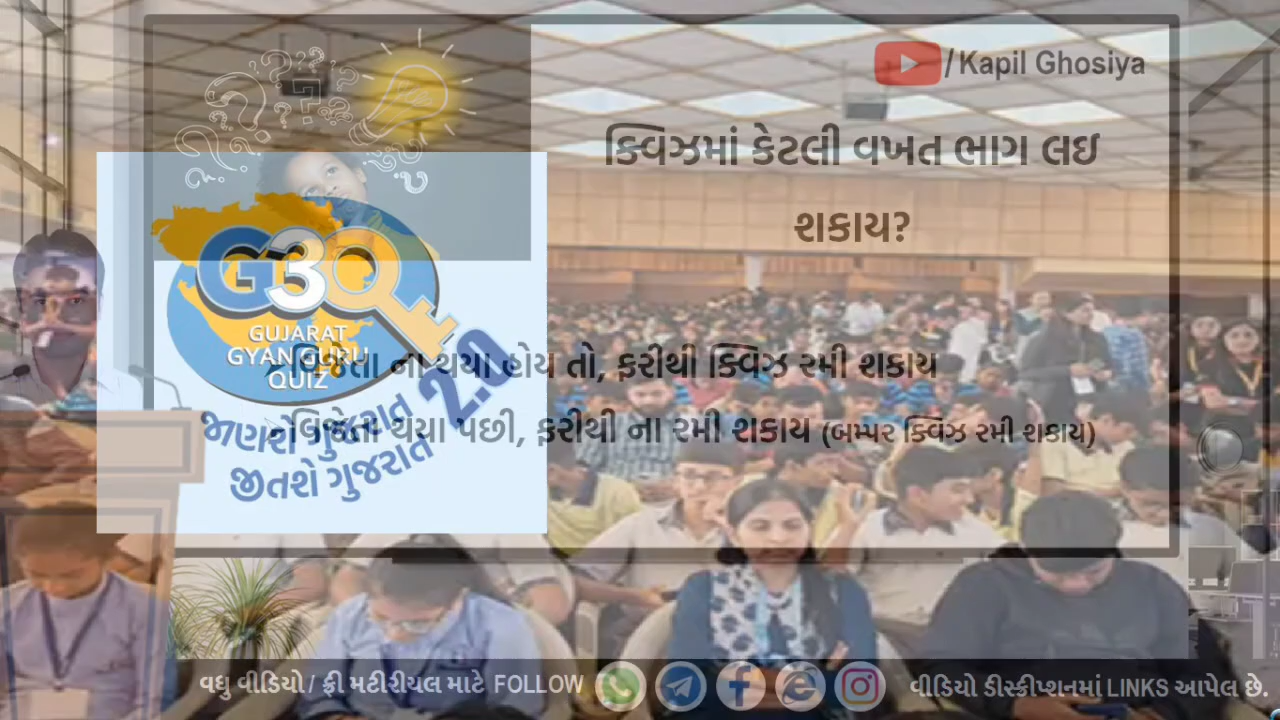 /Kapil Ghosiya
ક્વિઝમાં કેટલી વખત ભાગ લઇ
શકાય?
G3Q
GUJARAT
GYAN GURU
QUIZ
2.0
જાણશે ગુજરાત
જીતશે ગુજરાત
વિજેતા ના થયા હોય તો, ફરીથી ક્વિઝ રમી શકાય
વિજેતા થયા પછી, ફરીથી ના રમી શકાય (બમ્પર ક્વિઝ રમી શકાય)
વધુ વીડિયો / ફ્રી મટીરીયલ માટે FOLLOW
વીડિયો ડીસ્ક્રીપ્શનમાં LINKS આપેલ છે.